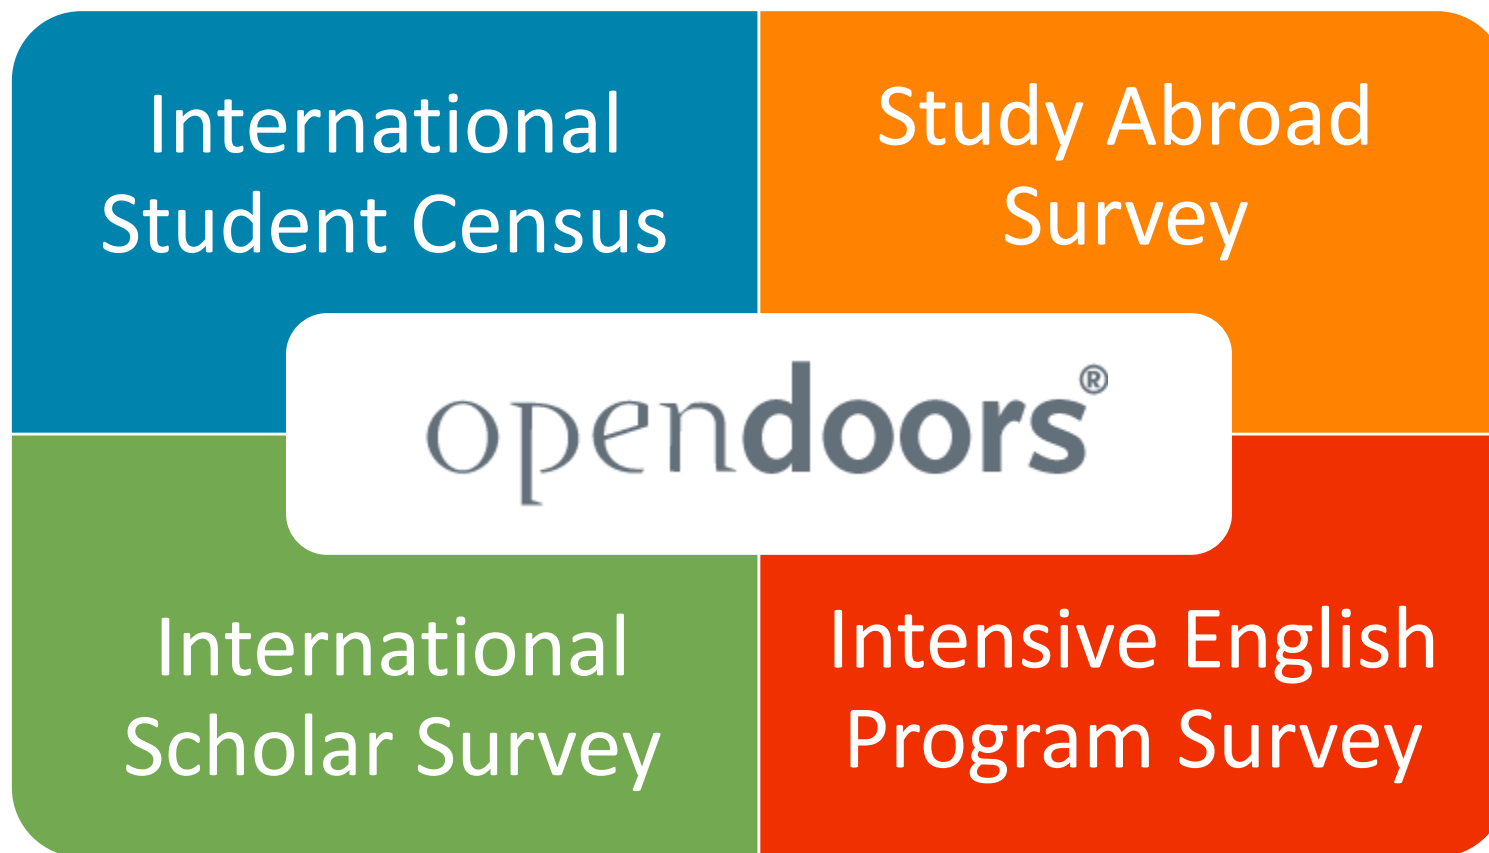 International
Student Census
Study Abroad
Survey
opendoors®
International
Scholar Survey
Intensive English
Program Survey